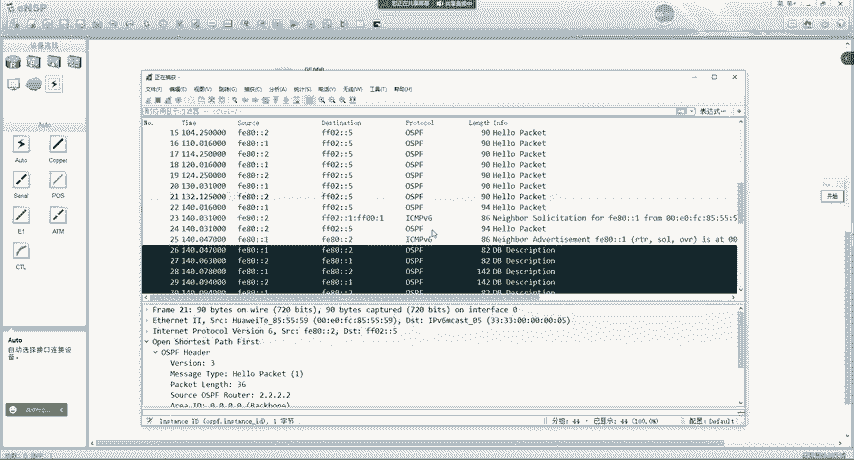 eNSP
Auto
Auto
Copper
Serial
POS
E1
ATM
CTL
Auto
自动选择接口连接设备。
正在捕获 -
文件(F) 编辑(E) 视图(V) 跳转(G) 捕获(C) 分析(A) 统计(S) 电话(Y) 无线(W) 工具(T) 帮助(H)
表达式… +
No. Time Source Destination Protocol Length Info
15 104.250000 fe80::2 ff02::5 OSPF 90 Hello Packet
16 110.016000 fe80::1 ff02::5 OSPF 90 Hello Packet
17 114.250000 fe80::2 ff02::5 OSPF 90 Hello Packet
18 120.016000 fe80::1 ff02::5 OSPF 90 Hello Packet
19 124.250000 fe80::2 ff02::5 OSPF 90 Hello Packet
20 130.031000 fe80::1 ff02::5 OSPF 90 Hello Packet
21 132.125000 fe80::2 ff02::5 OSPF 90 Hello Packet
22 140.016000 fe80::1 ff02::5 OSPF 94 Hello Packet
23 140.031000 fe80::2 ff02::1:ff00:1 ICMPv6 86 Neighbor Solicitation for fe80::1 from 00:e0:fc:85:55:5
24 140.031000 fe80::2 ff02::5 OSPF 94 Hello Packet
25 140.047000 fe80::1 fe80::2 ICMPv6 86 Neighbor Advertisement fe80::1 (rtr, sol, ovr) is at 00
26 140.047000 fe80::1 fe80::2 OSPF 82 DB Description
27 140.063000 fe80::2 fe80::1 OSPF 82 DB Description
28 140.078000 fe80::1 fe80::2 OSPF 142 DB Description
29 140.094000 fe80::2 fe80::1 OSPF 142 DB Description
Frame 21: 90 bytes on wire (720 bits), 90 bytes captured (720 bits) on interface 0
Ethernet II, Src: HuaweiTe_85:55:59 (00:e0:fc:85:55:59), Dst: IPv6mcast_05 (33:33:00:00:00:05)
Internet Protocol Version 6, Src: fe80::2, Dst: ff02::5
Open Shortest Path First
OSPF Header
Version: 3
Message Type: Hello Packet (1)
Packet Length: 36
Source OSPF Router: 2.2.2.2
Area ID: 0.0.0.0 (Backbone)
Instance ID (ospf.instance_id), 1 字节
分组: 44 · 已显示: 44 (100.0%)
配置: Default